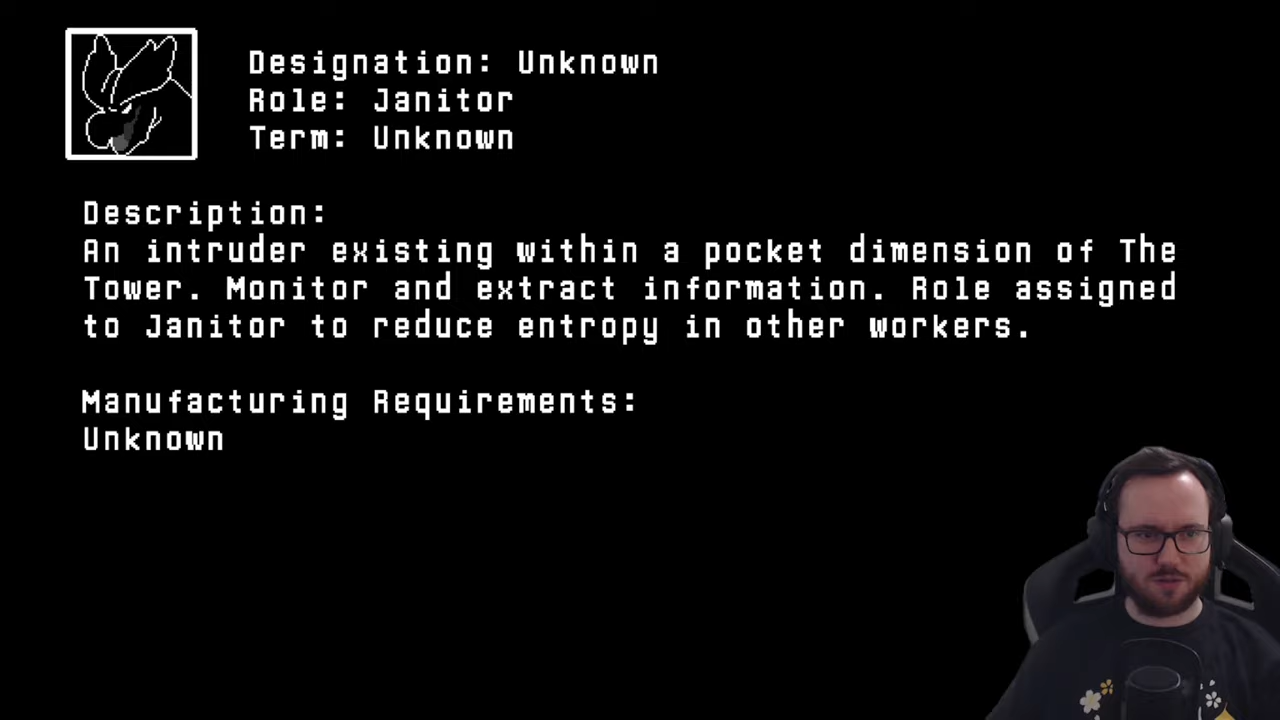 Designation: Unknown
Role: Janitor
Term: Unknown
Description:
An intruder existing within a pocket dimension of The
Tower. Monitor and extract information. Role assigned
to Janitor to reduce entropy in other workers.
Manufacturing Requirements:
Unknown